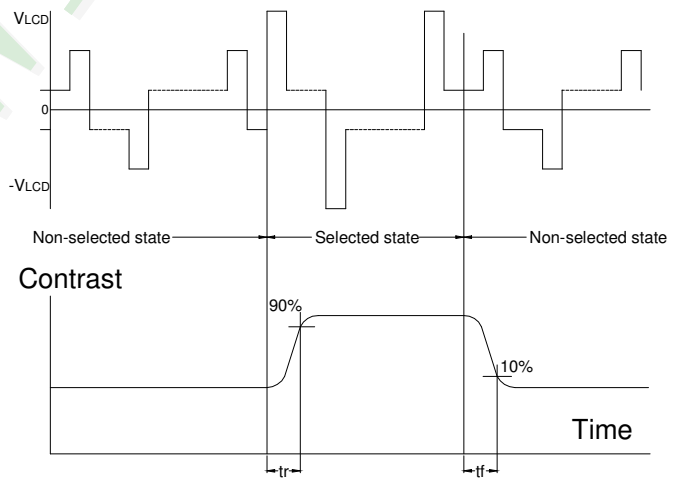 VLCD
0
-VLCD
Non-selected state
Selected state
Non-selected state
Contrast
90%
10%
Time
tr
tf